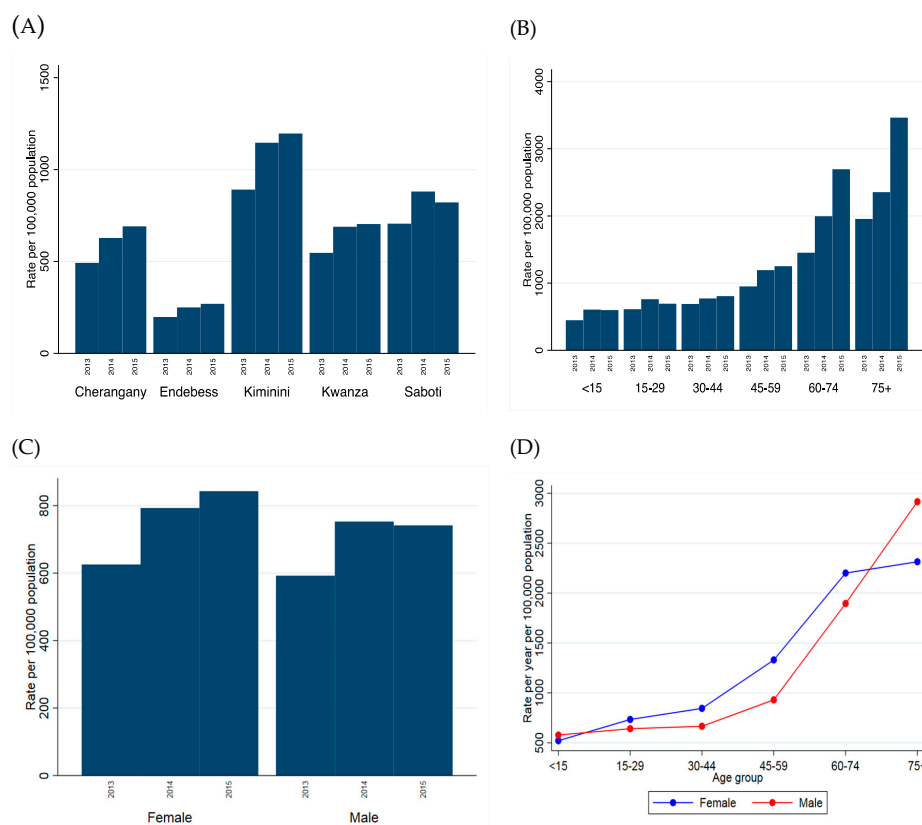 (A)
Rate per 100,000 population
1500
1000
500
0
2013 2014 2015 2013 2014 2015 2013 2014 2015 2013 2014 2015 2013 2014 2015
Cherangany Endebess Kiminini Kwanza Saboti
(B)
Rate per 100,000 population
4000
3000
2000
1000
0
2013 2014 2015 2013 2014 2015 2013 2014 2015 2013 2014 2015 2013 2014 2015 2013 2014 2015
<15 15-29 30-44 45-59 60-74 75+
(C)
Rate per 100,000 population
800
600
400
200
0
2013 2014 2015 2013 2014 2015
Female Male
(D)
Rate per year per 100,000 population
3000
2500
2000
1500
1000
500
<15 15-29 30-44 45-59 60-74 75+
Age group
Female Male